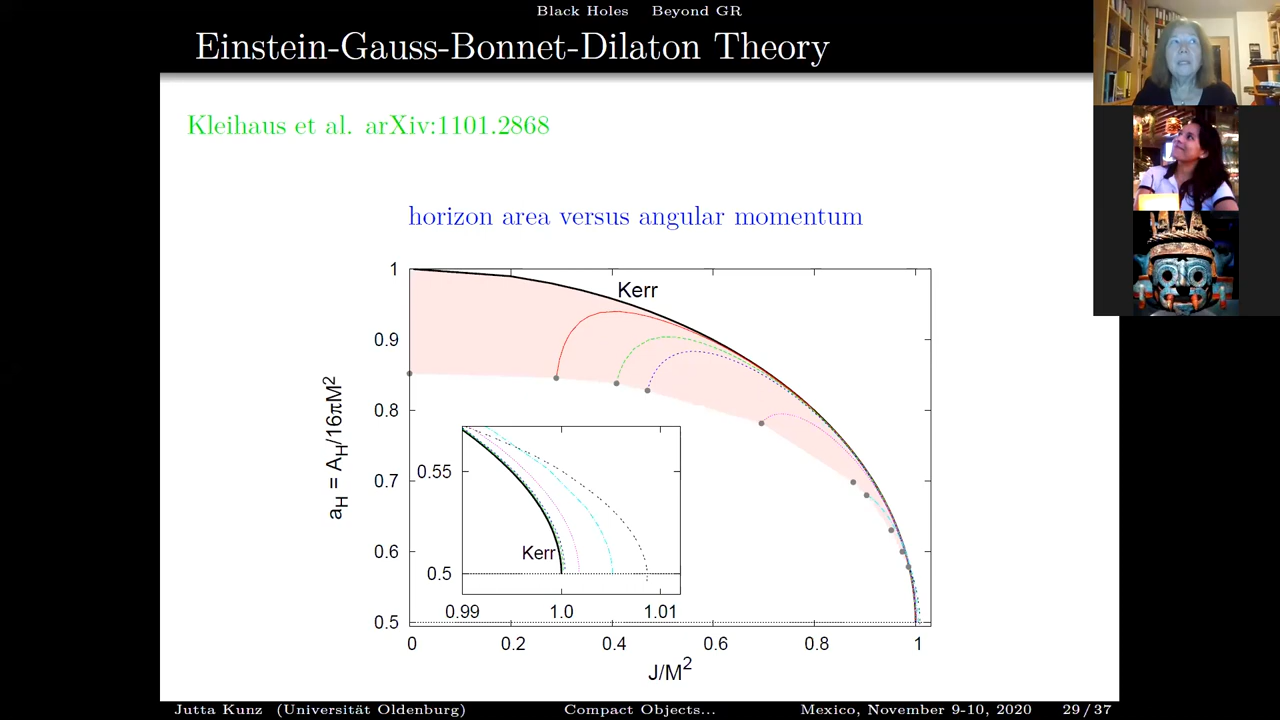 Black Holes Beyond GR
Einstein-Gauss-Bonnet-Dilaton Theory
Kleihaus et al. arXiv:1101.2868
horizon area versus angular momentum
1
0.9
0.8
0.7
0.6
0.5
a_H = A_H/16πM²
Kerr
0.55
0.5
Kerr
0.99 1.0 1.01
0 0.2 0.4 0.6 0.8 1
J/M²
Jutta Kunz (Universität Oldenburg) Compact Objects... Mexico, November 9-10, 2020 29 / 37